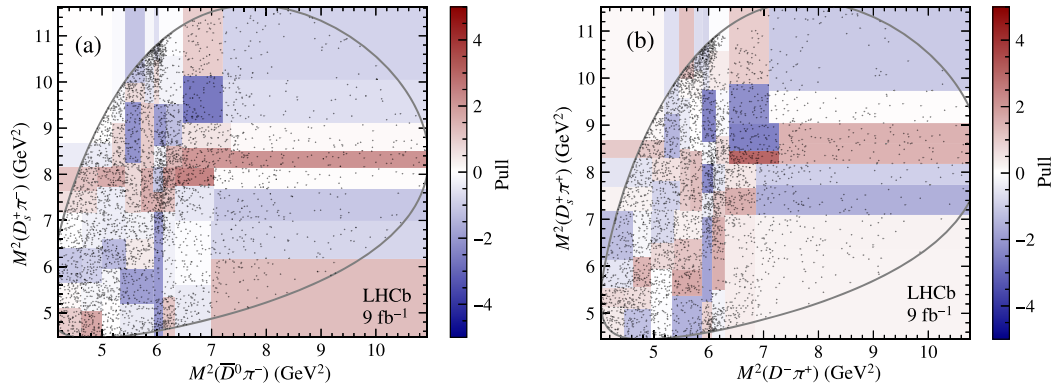 (a)
11
10
9
8
7
6
5
M²(D_s⁺π⁻) (GeV²)
LHCb
9 fb⁻¹
5 6 7 8 9 10
M²(D̅⁰π⁻) (GeV²)
4
2
0
−2
−4
Pull
(b)
11
10
9
8
7
6
5
M²(D_s⁺π⁺) (GeV²)
LHCb
9 fb⁻¹
5 6 7 8 9 10
M²(D⁻π⁺) (GeV²)
4
2
0
−2
−4
Pull